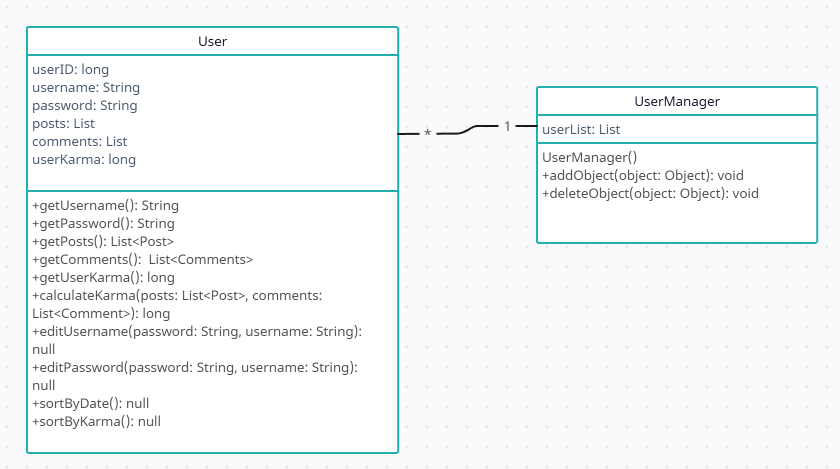 User
userID: long
username: String
password: String
posts: List
comments: List
userKarma: long
+getUsername(): String
+getPassword(): String
+getPosts(): List<Post>
+getComments():  List<Comments>
+getUserKarma(): long
+calculateKarma(posts: List<Post>, comments:
List<Comment>): long
+editUsername(password: String, username: String):
null
+editPassword(password: String, username: String):
null
+sortByDate(): null
+sortByKarma(): null
*
1
UserManager
userList: List
UserManager()
+addObject(object: Object): void
+deleteObject(object: Object): void